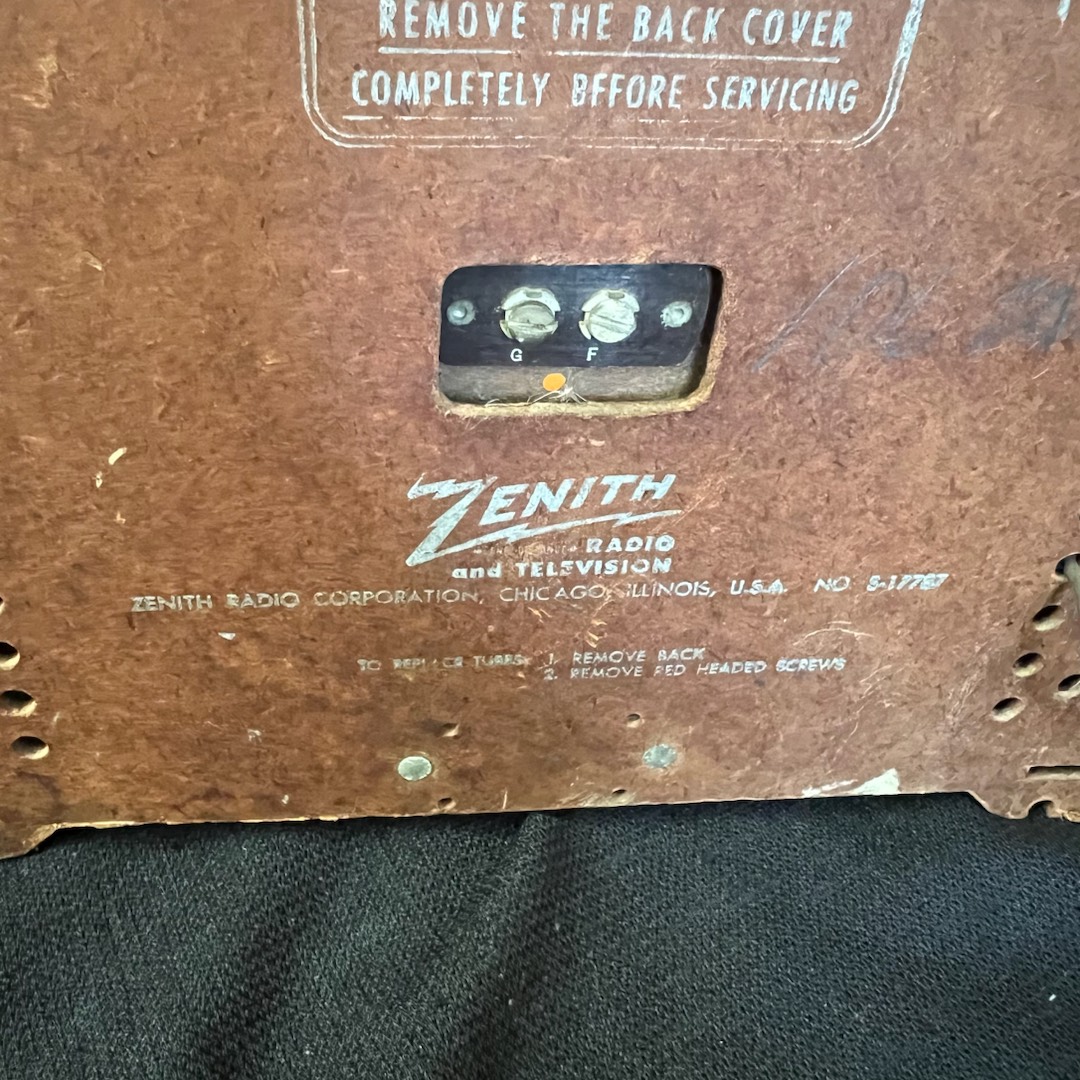 REMOVE THE BACK COVER
COMPLETELY BEFORE SERVICING
G F
ZENITH
RADIO
and TELEVISION
ZENITH RADIO CORPORATION, CHICAGO, ILLINOIS, U.S.A. NO. S-17787
TO REPLACE TUBES: 1. REMOVE BACK
2. REMOVE RED HEADED SCREWS